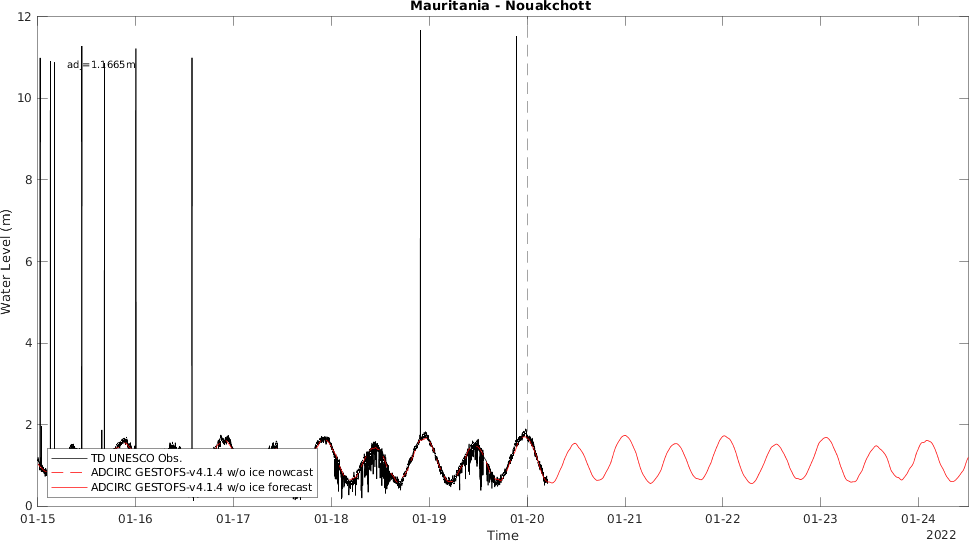 Mauritania - Nouakchott
12
10
8
6
4
2
0
Water Level (m)
adj=1.1665m
TD UNESCO Obs.
ADCIRC GESTOFS-v4.1.4 w/o ice nowcast
ADCIRC GESTOFS-v4.1.4 w/o ice forecast
01-15 01-16 01-17 01-18 01-19 01-20 01-21 01-22 01-23 01-24
Time
2022